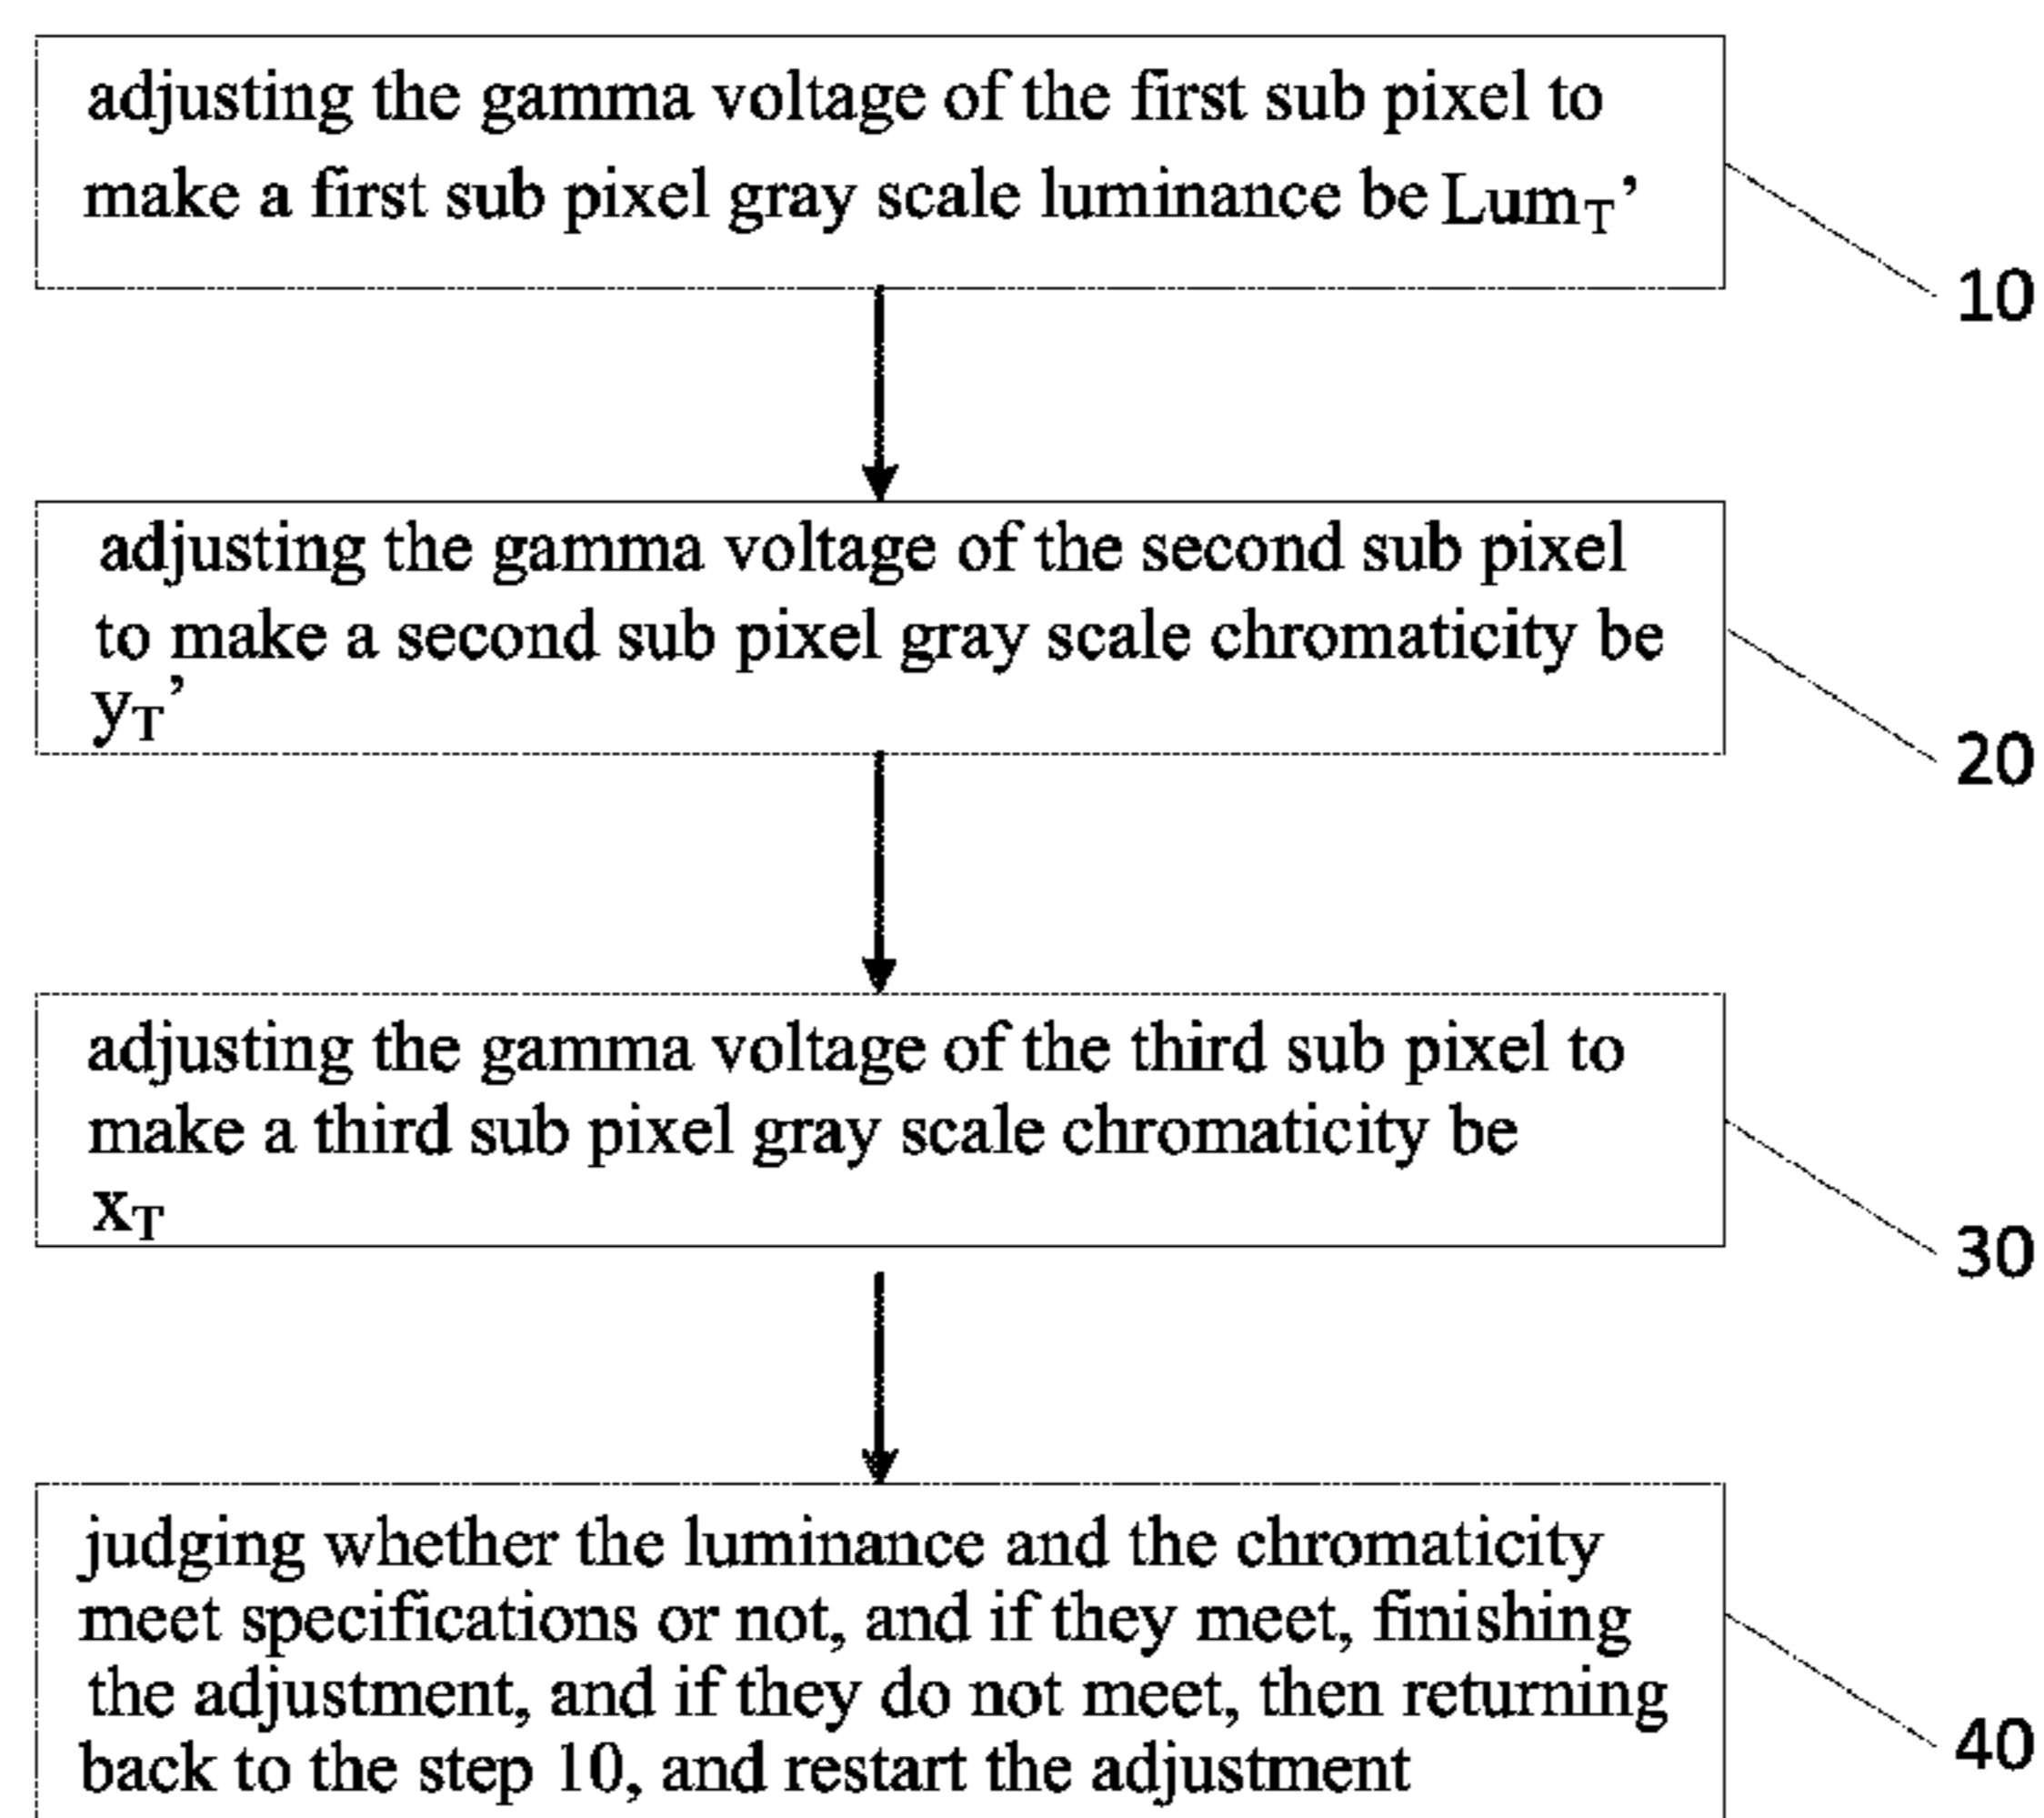 adjusting the gamma voltage of the first sub pixel to
make a first sub pixel gray scale luminance be Lum_T’
10
adjusting the gamma voltage of the second sub pixel
to make a second sub pixel gray scale chromaticity be
y_T’
20
adjusting the gamma voltage of the third sub pixel to
make a third sub pixel gray scale chromaticity be
x_T
30
judging whether the luminance and the chromaticity
meet specifications or not, and if they meet, finishing
the adjustment, and if they do not meet, then returning
back to the step 10, and restart the adjustment
40